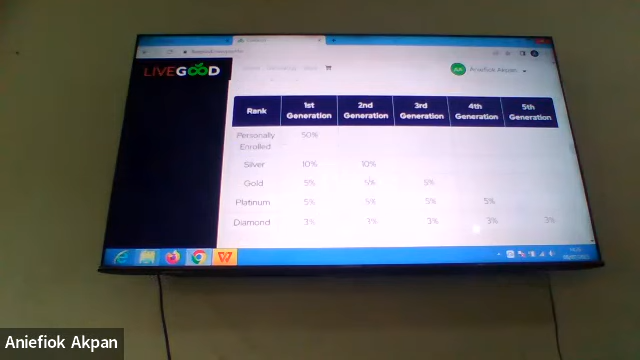 LIVEGOOD
Aniefiok Akpan
Rank 1st Generation 2nd Generation 3rd Generation 4th Generation 5th Generation
Personally Enrolled 50%
Silver 10% 10%
Gold 5% 5% 5%
Platinum 5% 5% 5% 5%
Diamond 3% 3% 3% 3% 3%
Aniefiok Akpan